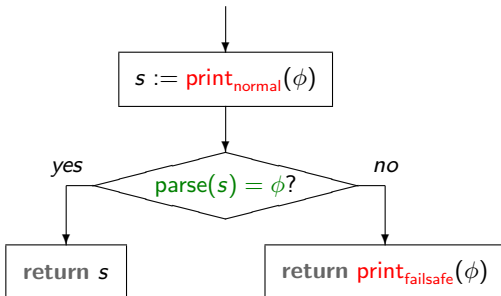 s := print_normal(ϕ)
yes
no
parse(s) = ϕ?
return s
return print_failsafe(ϕ)